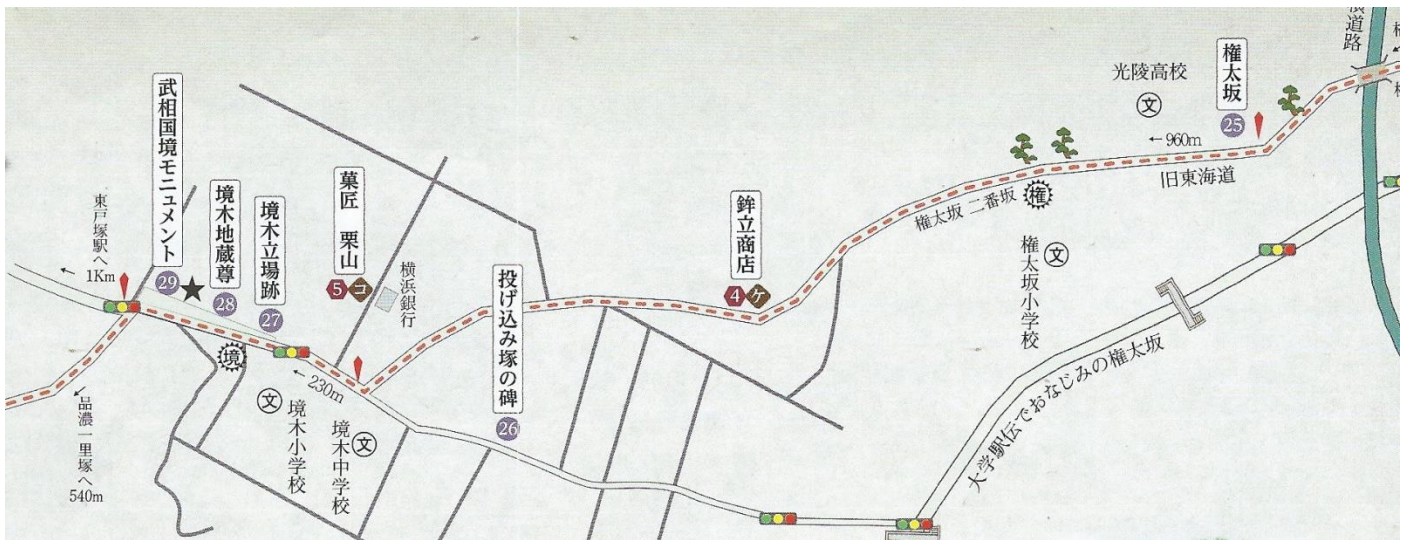 武相国境モニュメント
29
東戸塚駅へ
1Km
品濃一里塚へ
540m
境木地蔵尊
28
境
境木立場跡
27
菓匠 栗山
5
コ
横浜銀行
230m
文
境木小学校
文
境木中学校
投げ込み塚の碑
26
鉾立商店
4
ケ
権太坂 二番坂
権
文
権太坂小学校
光陵高校
文
960m
権太坂
25
旧東海道
大学駅伝でおなじみの権太坂
横道路